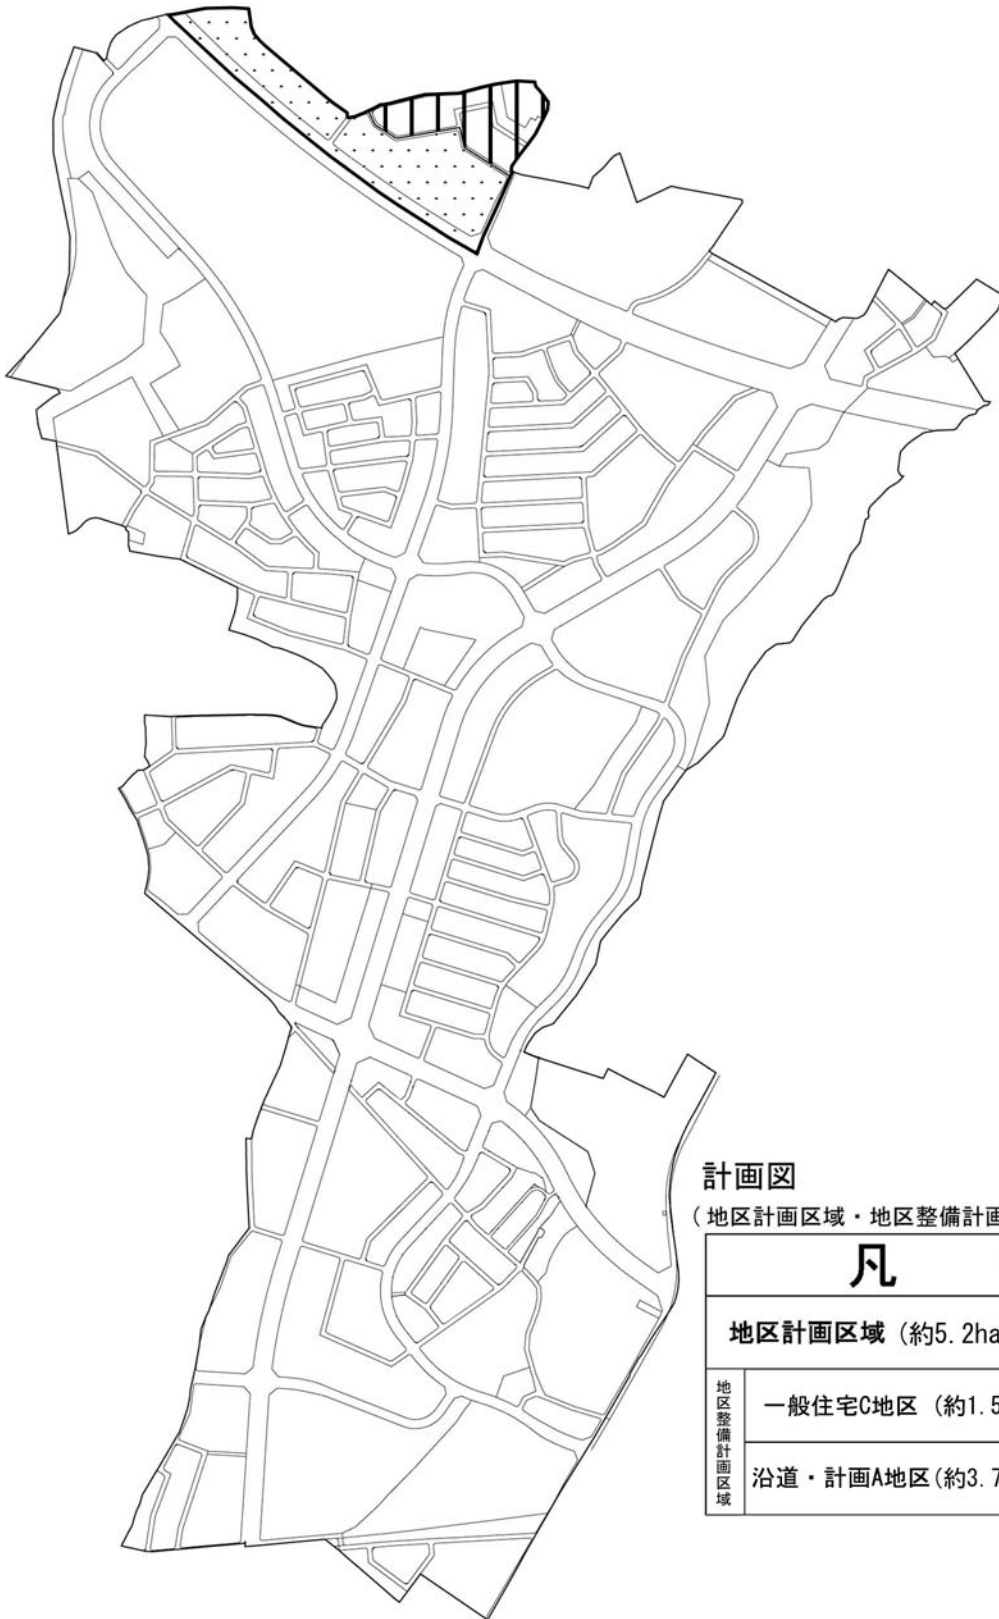 計画図
(地区計画区域・地区整備計画
凡
地区計画区域 (約5.2ha
地区整備計画区域
一般住宅C地区 (約1.5
沿道・計画A地区(約3.7